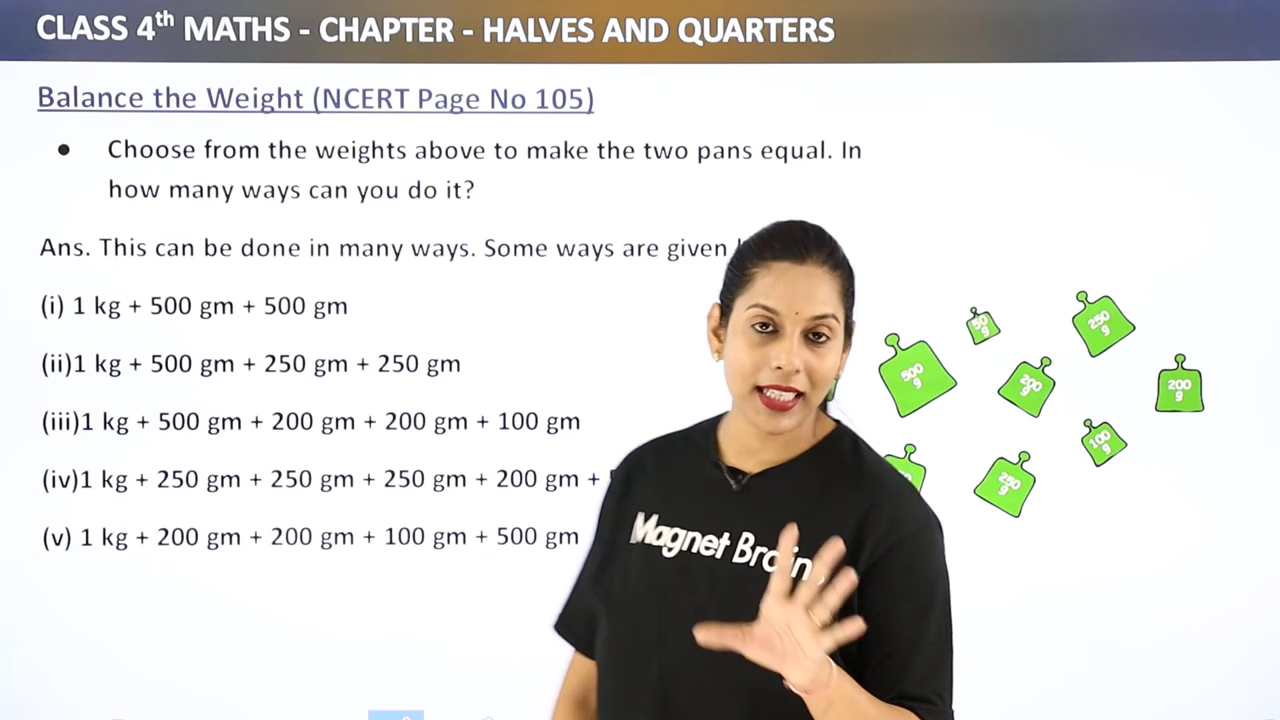 CLASS 4th MATHS - CHAPTER - HALVES AND QUARTERS
Balance the Weight (NCERT Page No 105)
• Choose from the weights above to make the two pans equal. In
how many ways can you do it?
Ans. This can be done in many ways. Some ways are given
(i) 1 kg + 500 gm + 500 gm
(ii)1 kg + 500 gm + 250 gm + 250 gm
(iii)1 kg + 500 gm + 200 gm + 200 gm + 100 gm
(iv)1 kg + 250 gm + 250 gm + 250 gm + 200 gm +
(v) 1 kg + 200 gm + 200 gm + 100 gm + 500 gm
50 g
250 g
500 g
200 g
200 g
100 g
250 g
Magnet Brains